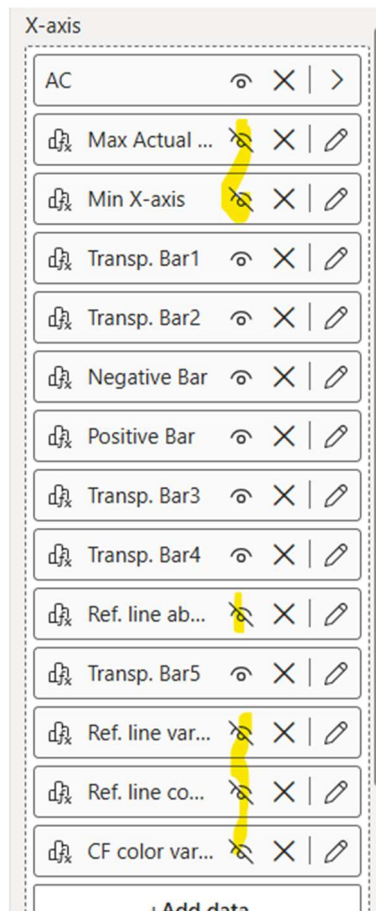 X-axis
AC
Max Actual ...
Min X-axis
Transp. Bar1
Transp. Bar2
Negative Bar
Positive Bar
Transp. Bar3
Transp. Bar4
Ref. line ab...
Transp. Bar5
Ref. line var...
Ref. line co...
CF color var...
+Add data